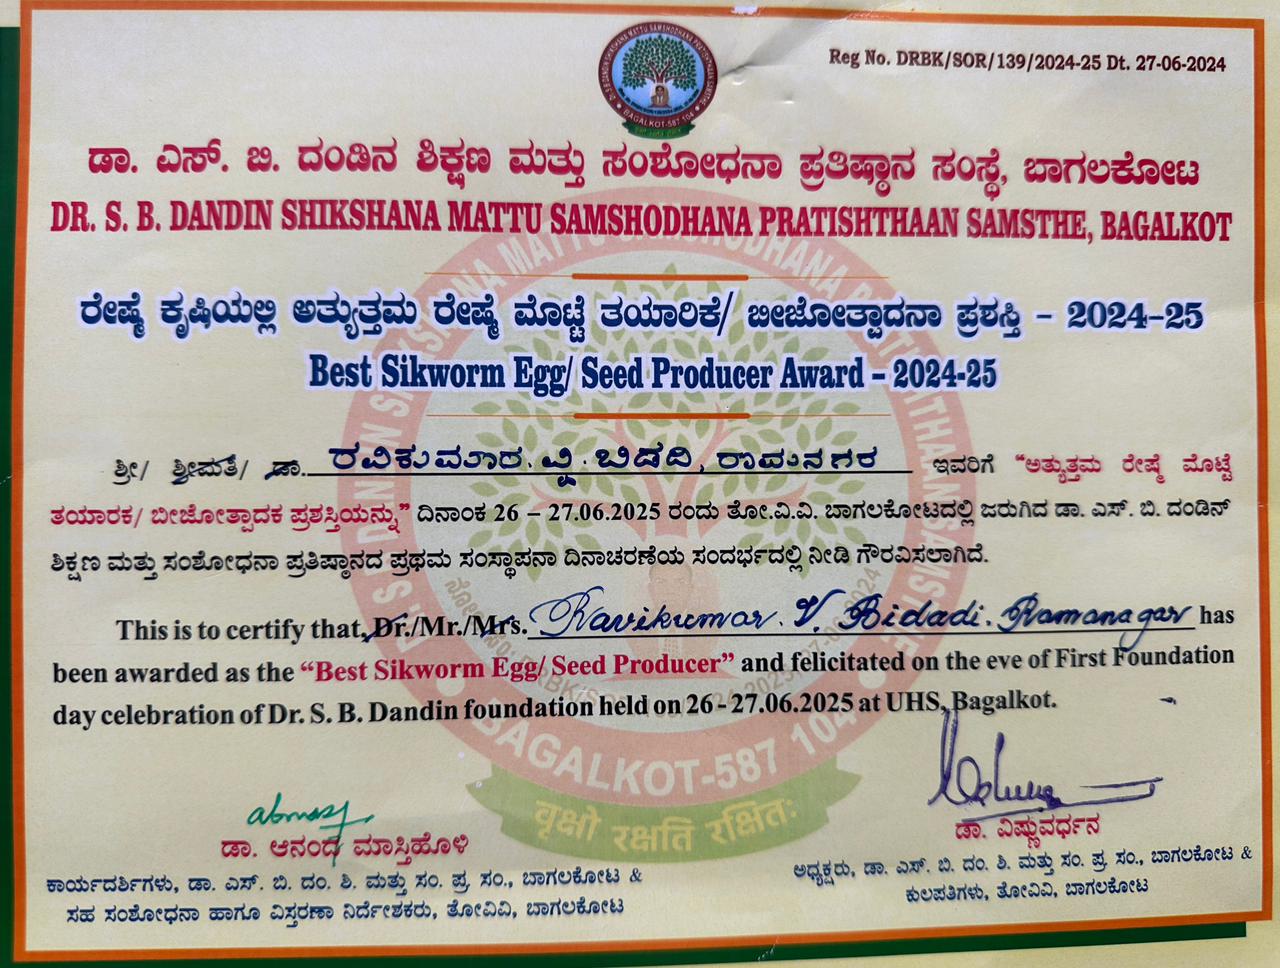 Reg No. DRBK/SOR/139/2024-25 Dt. 27-06-2024
ಡಾ. ಎಸ್. ಬಿ. ದಂಡಿನ ಶಿಕ್ಷಣ ಮತ್ತು ಸಂಶೋಧನಾ ಪ್ರತಿಷ್ಠಾನ ಸಂಸ್ಥೆ, ಬಾಗಲಕೋಟ
DR. S. B. DANDIN SHIKSHANA MATTU SAMSHODHANA PRATISHTHAAN SAMSTHE, BAGALKOT
ರೇಷ್ಮೆ ಕೃಷಿಯಲ್ಲಿ ಅತ್ಯುತ್ತಮ ರೇಷ್ಮೆ ಮೊಟ್ಟೆ ತಯಾರಿಕೆ/ ಬೀಜೋತ್ಪಾದನಾ ಪ್ರಶಸ್ತಿ - 2024-25
Best Sikworm Egg/ Seed Producer Award - 2024-25
ಶ್ರೀ/ ಶ್ರೀಮತಿ/ ಡಾ. ರವಿಕುಮಾರ. ವ್ಹಿ. ಬಿಡದಿ, ರಾಮನಗರ ಇವರಿಗೆ "ಅತ್ಯುತ್ತಮ ರೇಷ್ಮೆ ಮೊಟ್ಟೆ
ತಯಾರಕ/ ಬೀಜೋತ್ಪಾದಕ ಪ್ರಶಸ್ತಿಯನ್ನು" ದಿನಾಂಕ 26 - 27.06.2025 ರಂದು ತೋ.ವಿ.ವಿ. ಬಾಗಲಕೋಟದಲ್ಲಿ ಜರುಗಿದ ಡಾ. ಎಸ್. ಬಿ. ದಂಡಿನ್
ಶಿಕ್ಷಣ ಮತ್ತು ಸಂಶೋಧನಾ ಪ್ರತಿಷ್ಠಾನದ ಪ್ರಥಮ ಸಂಸ್ಥಾಪನಾ ದಿನಾಚರಣೆಯ ಸಂದರ್ಭದಲ್ಲಿ ನೀಡಿ ಗೌರವಿಸಲಾಗಿದೆ.
This is to certify that, Dr./Mr./Mrs. Ravikumar. V. Bidadi. Ramanagar has
been awarded as the "Best Sikworm Egg/ Seed Producer" and felicitated on the eve of First Foundation
day celebration of Dr. S. B. Dandin foundation held on 26-27.06.2025 at UHS, Bagalkot.
BAGALKOT-587 104
वृक्षो रक्षति रक्षितः
ಡಾ. ಆನಂದ ಮಾಸ್ತಿಹೊಳಿ
ಕಾರ್ಯದರ್ಶಿಗಳು, ಡಾ. ಎಸ್. ಬಿ. ದಂ. ಶಿ. ಮತ್ತು ಸಂ. ಪ್ರ. ಸಂ., ಬಾಗಲಕೋಟ &
ಸಹ ಸಂಶೋಧನಾ ಹಾಗೂ ವಿಸ್ತರಣಾ ನಿರ್ದೇಶಕರು, ತೋವಿವಿ, ಬಾಗಲಕೋಟ
ಡಾ. ವಿಷ್ಣುವರ್ಧನ
ಅಧ್ಯಕ್ಷರು, ಡಾ. ಎಸ್. ಬಿ. ದಂ. ಶಿ. ಮತ್ತು ಸಂ. ಪ್ರ. ಸಂ., ಬಾಗಲಕೋಟ &
ಕುಲಪತಿಗಳು, ತೋವಿವಿ, ಬಾಗಲಕೋಟ